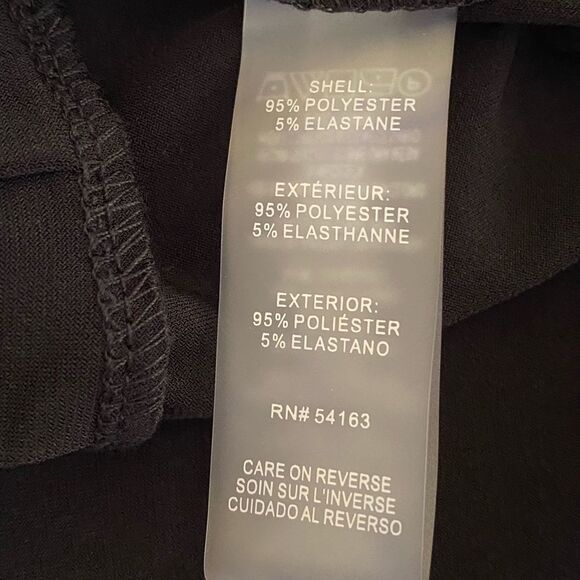 SHELL:
95% POLYESTER
5% ELASTANE
EXTÉRIEUR:
95% POLYESTER
5% ELASTHANNE
EXTERIOR:
95% POLIÉSTER
5% ELASTANO
RN# 54163
CARE ON REVERSE
SOIN SUR L'INVERSE
CUIDADO AL REVERSO